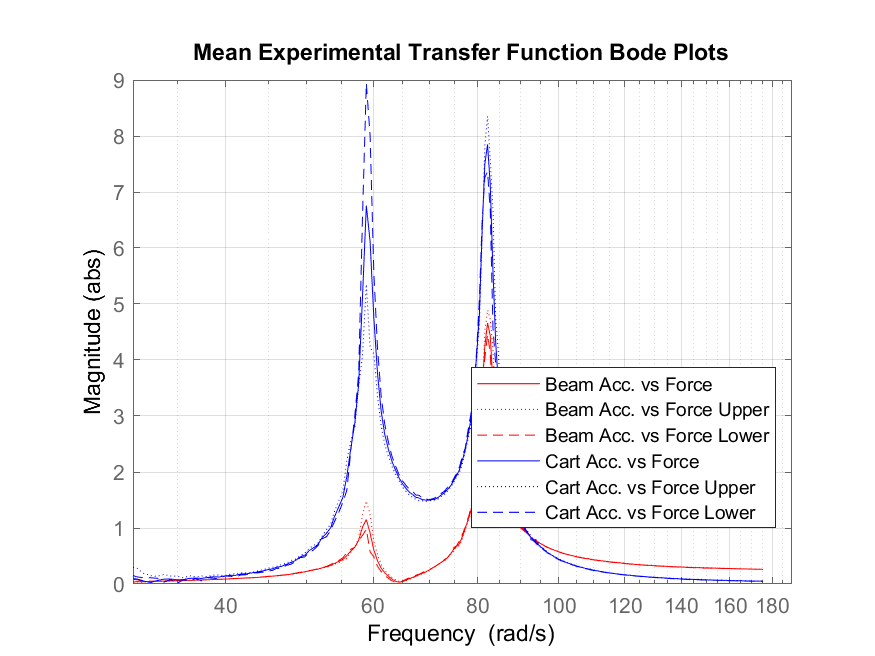 Mean Experimental Transfer Function Bode Plots
9
8
7
6
5
4
3
2
1
0
Magnitude (abs)
Beam Acc. vs Force
Beam Acc. vs Force Upper
Beam Acc. vs Force Lower
Cart Acc. vs Force
Cart Acc. vs Force Upper
Cart Acc. vs Force Lower
40 60 80 100 120 140 160 180
Frequency (rad/s)